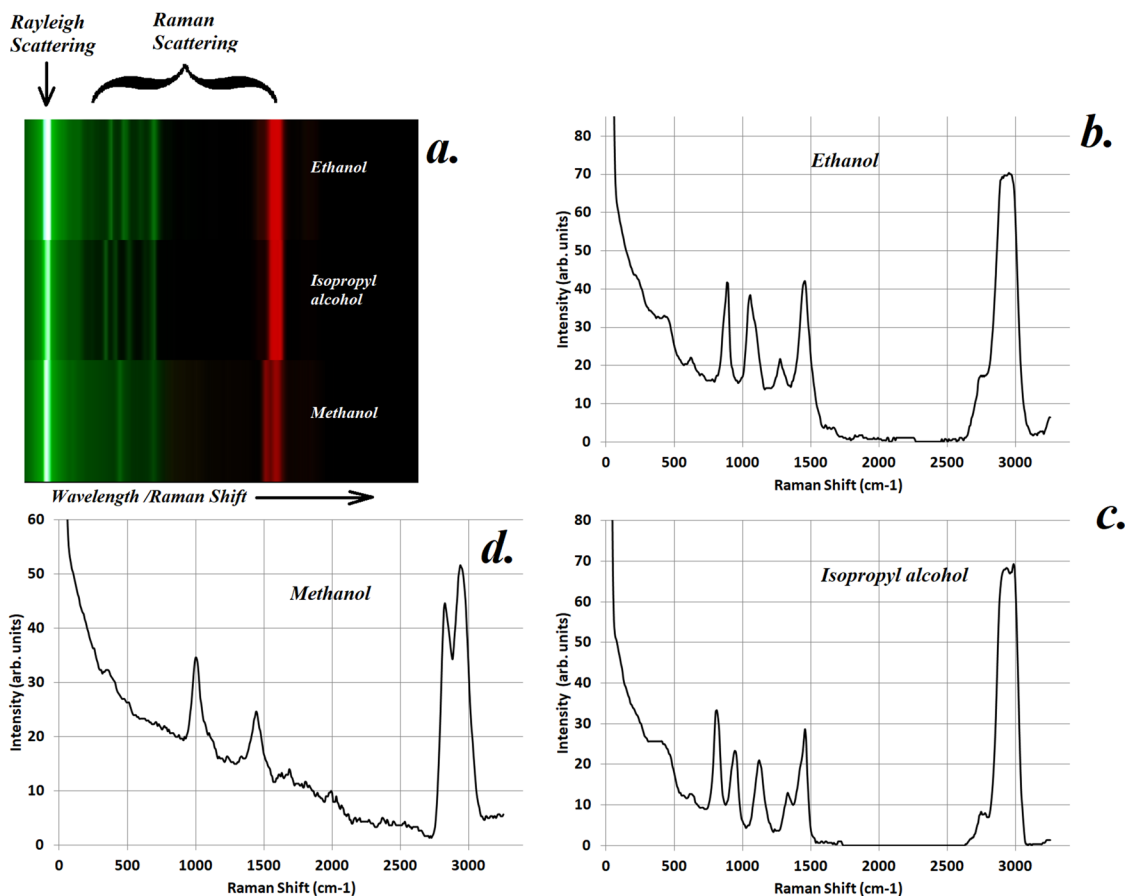 Rayleigh
Scattering
Raman
Scattering
a.
Ethanol
Isopropyl
alcohol
Methanol
Wavelength /Raman Shift
b.
Ethanol
Intensity (arb. units)
80
70
60
50
40
30
20
10
0
0 500 1000 1500 2000 2500 3000
Raman Shift (cm-1)
d.
Methanol
Intensity (arb. units)
60
50
40
30
20
10
0
0 500 1000 1500 2000 2500 3000
Raman Shift (cm-1)
c.
Isopropyl alcohol
Intensity (arb. units)
80
70
60
50
40
30
20
10
0
0 500 1000 1500 2000 2500 3000
Raman Shift (cm-1)